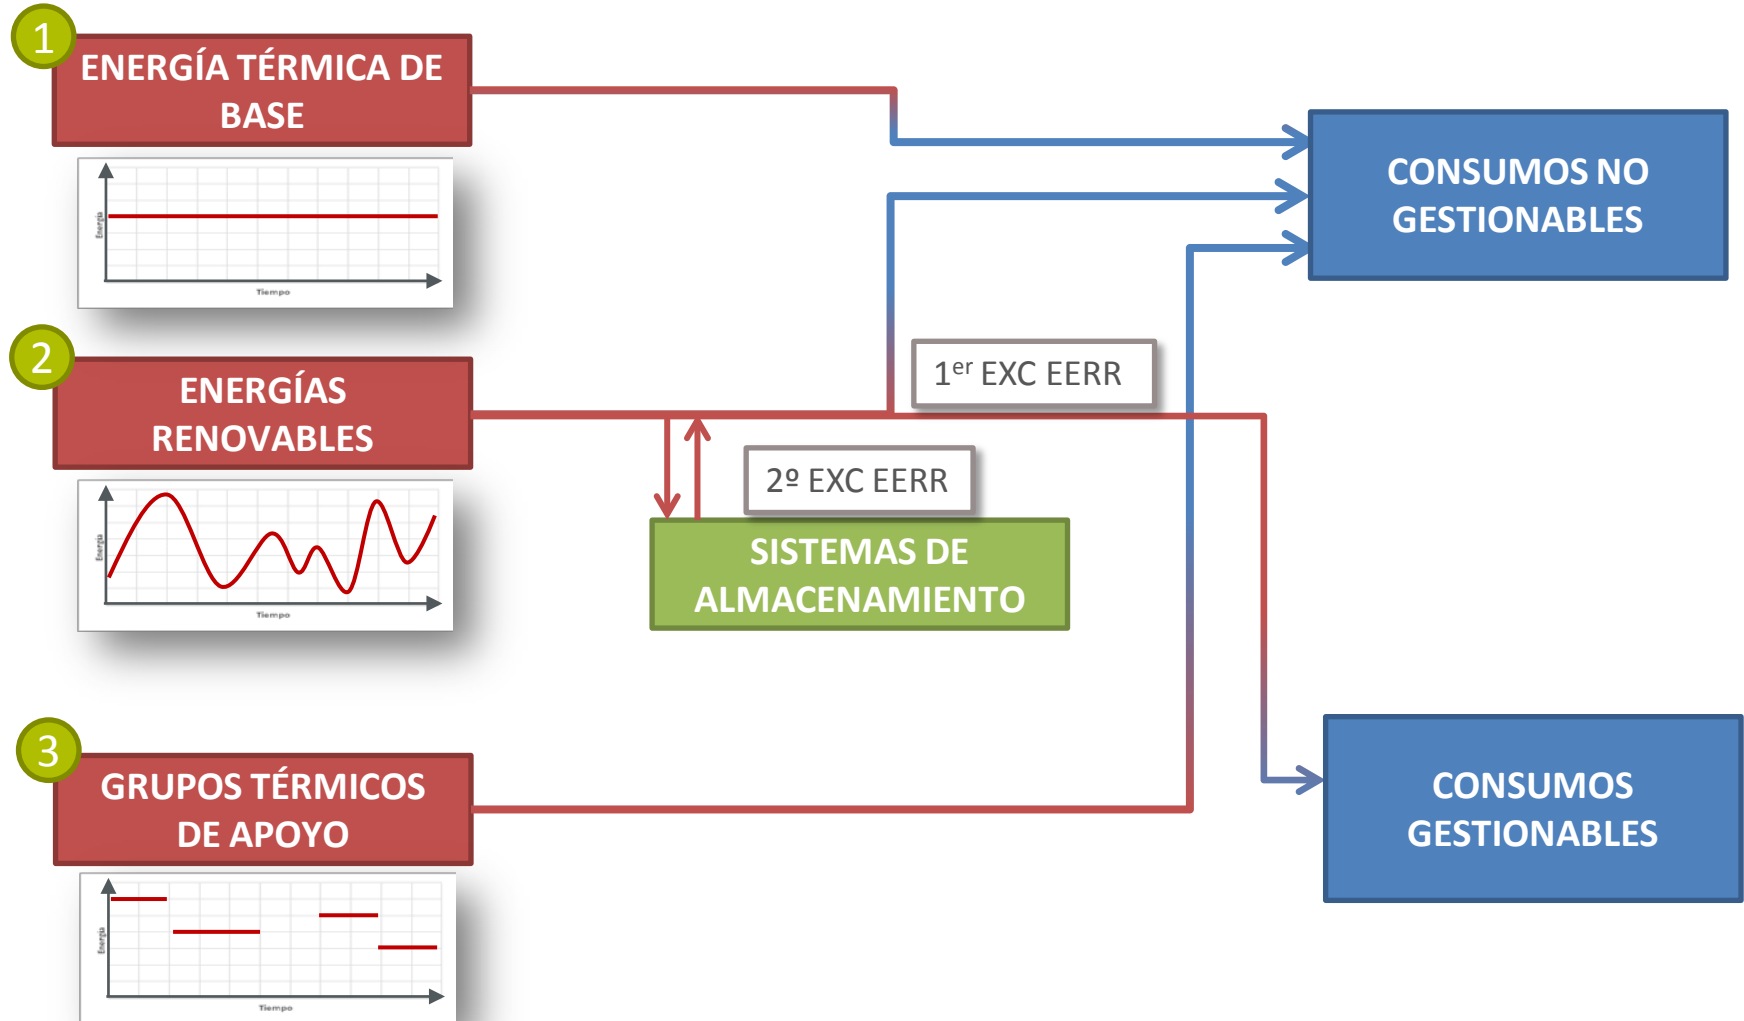 1
ENERGÍA TÉRMICA DE
BASE
Energía
Tiempo
2
ENERGÍAS
RENOVABLES
Energía
Tiempo
3
GRUPOS TÉRMICOS
DE APOYO
Energía
Tiempo
1er EXC EERR
2º EXC EERR
SISTEMAS DE
ALMACENAMIENTO
CONSUMOS NO
GESTIONABLES
CONSUMOS
GESTIONABLES